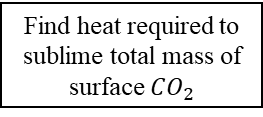 Find heat required to
sublime total mass of
surface CO₂